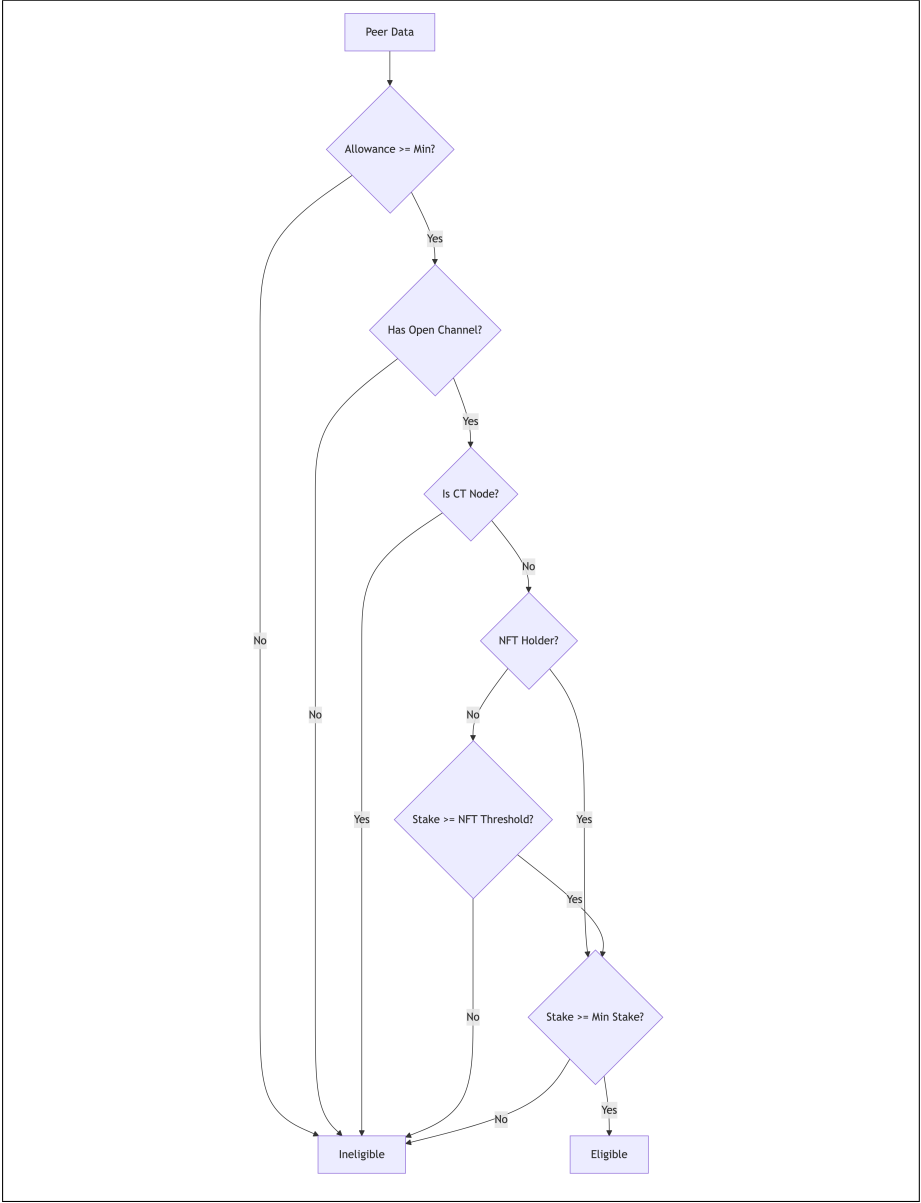 Peer Data
Allowance >= Min?
Yes
Has Open Channel?
Yes
Is CT Node?
No
NFT Holder?
No
No
No
Stake >= NFT Threshold?
Yes
Yes
Yes
No
Stake >= Min Stake?
Yes
No
Ineligible
Eligible